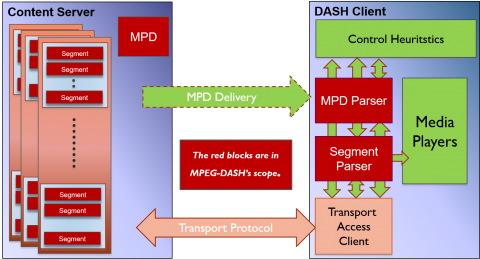 Content Server
MPD
Segment
Segment
Segment
Segment
Segment
Segment
MPD Delivery
The red blocks are in
MPEG-DASH's scope.
Transport Protocol
DASH Client
Control Heuritstics
MPD Parser
Segment
Parser
Media
Players
Transport
Access
Client